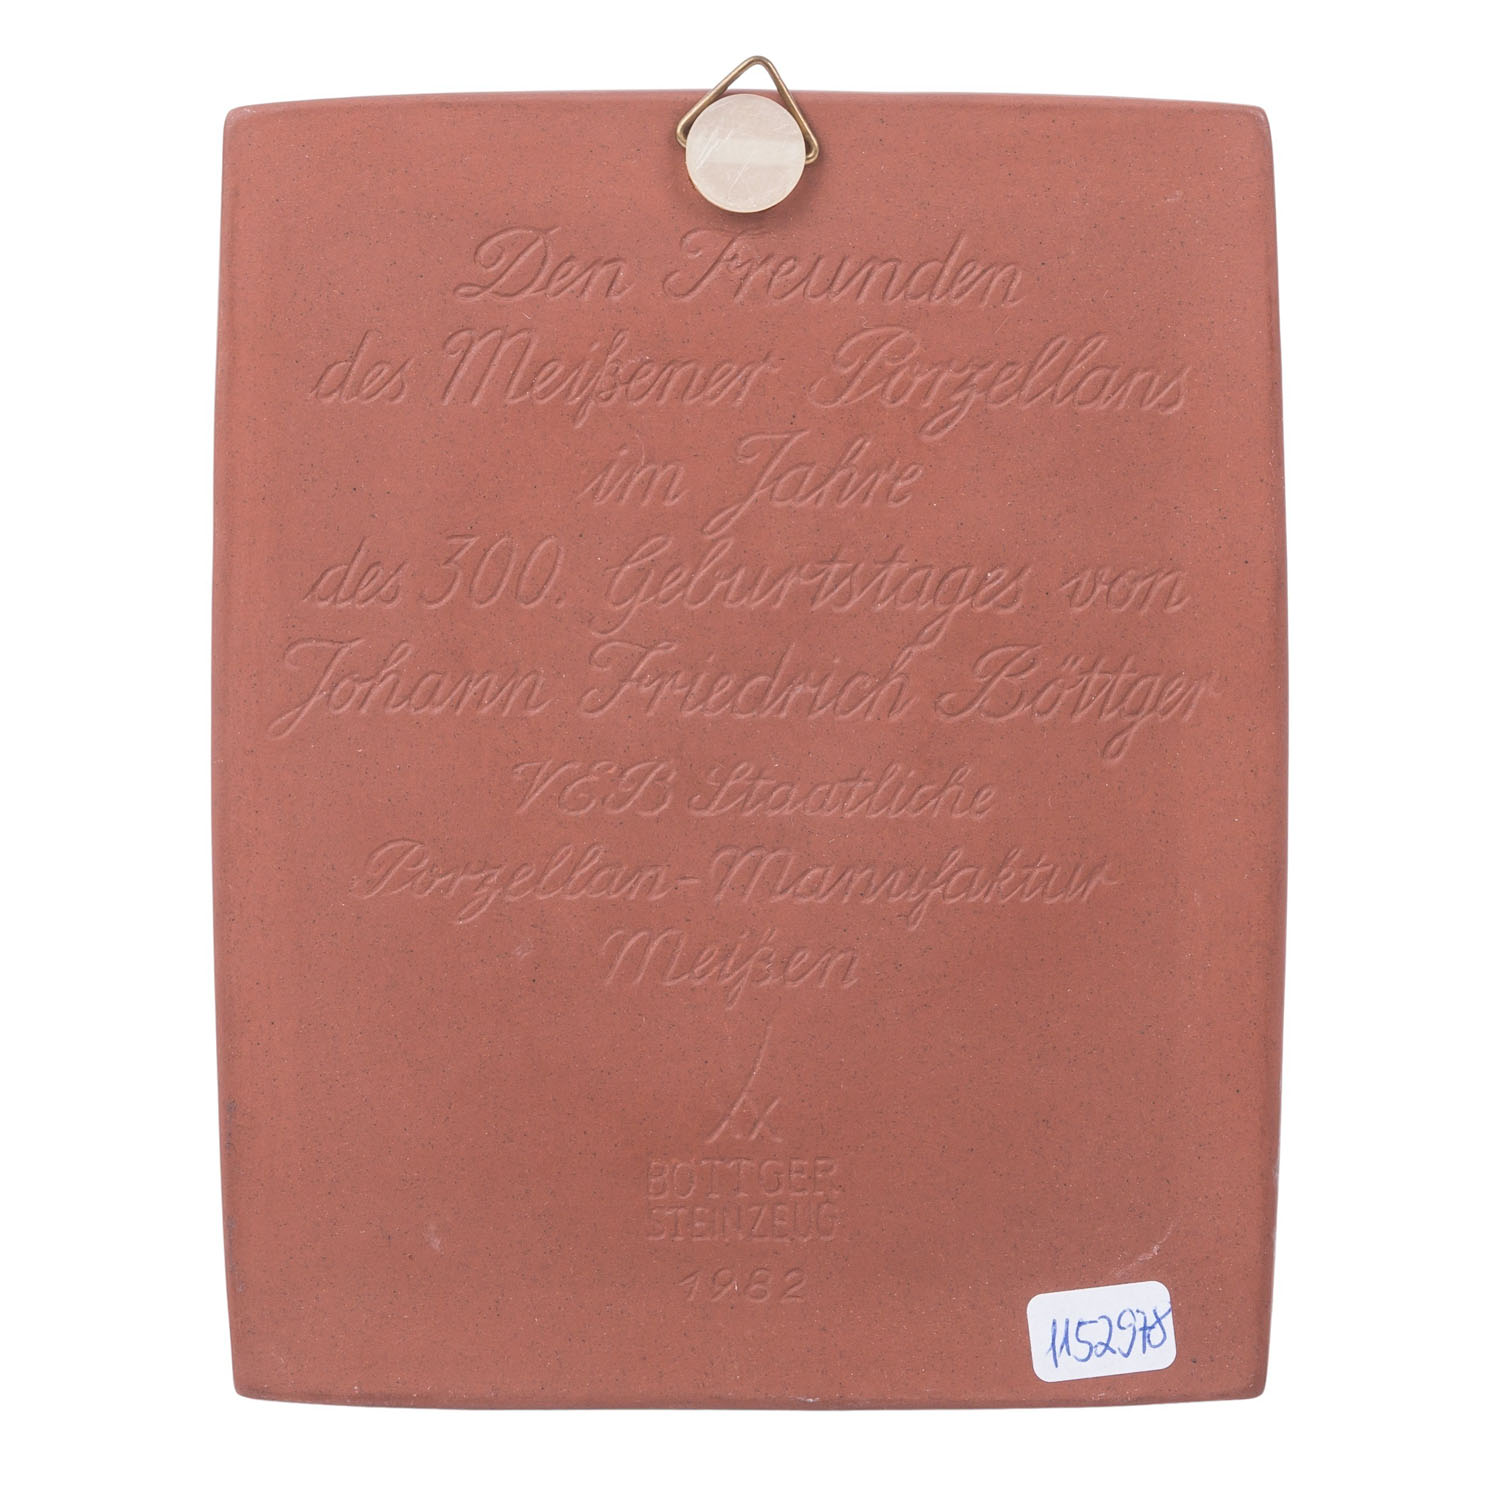 Den Freunden
des Meißener Porzellans
im Jahre
des 300. Geburtstages von
Johann Friedrich Böttger
VEB Staatliche
Porzellan-Manufaktur
Meißen
BÖTTGER
STEINZEUG
1982
1152978